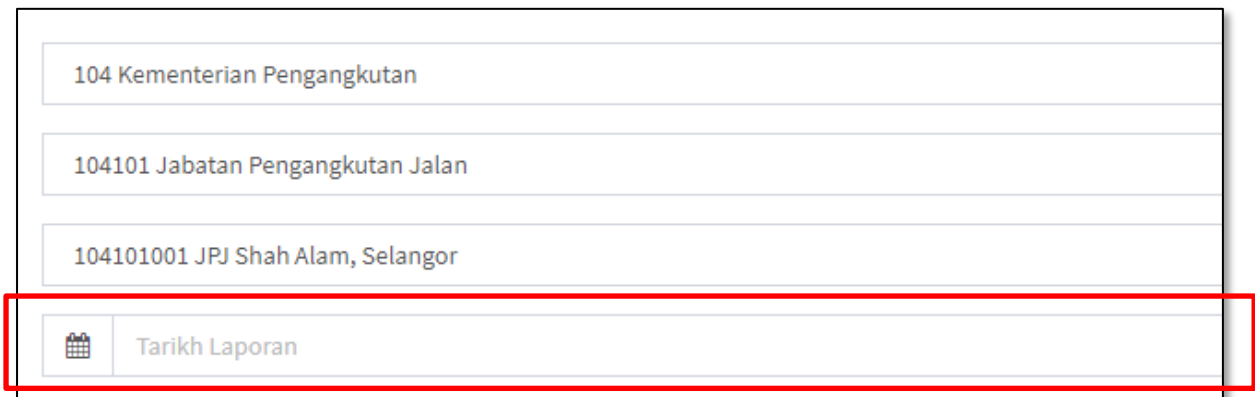 104 Kementerian Pengangkutan
104101 Jabatan Pengangkutan Jalan
104101001 JPJ Shah Alam, Selangor
Tarikh Laporan